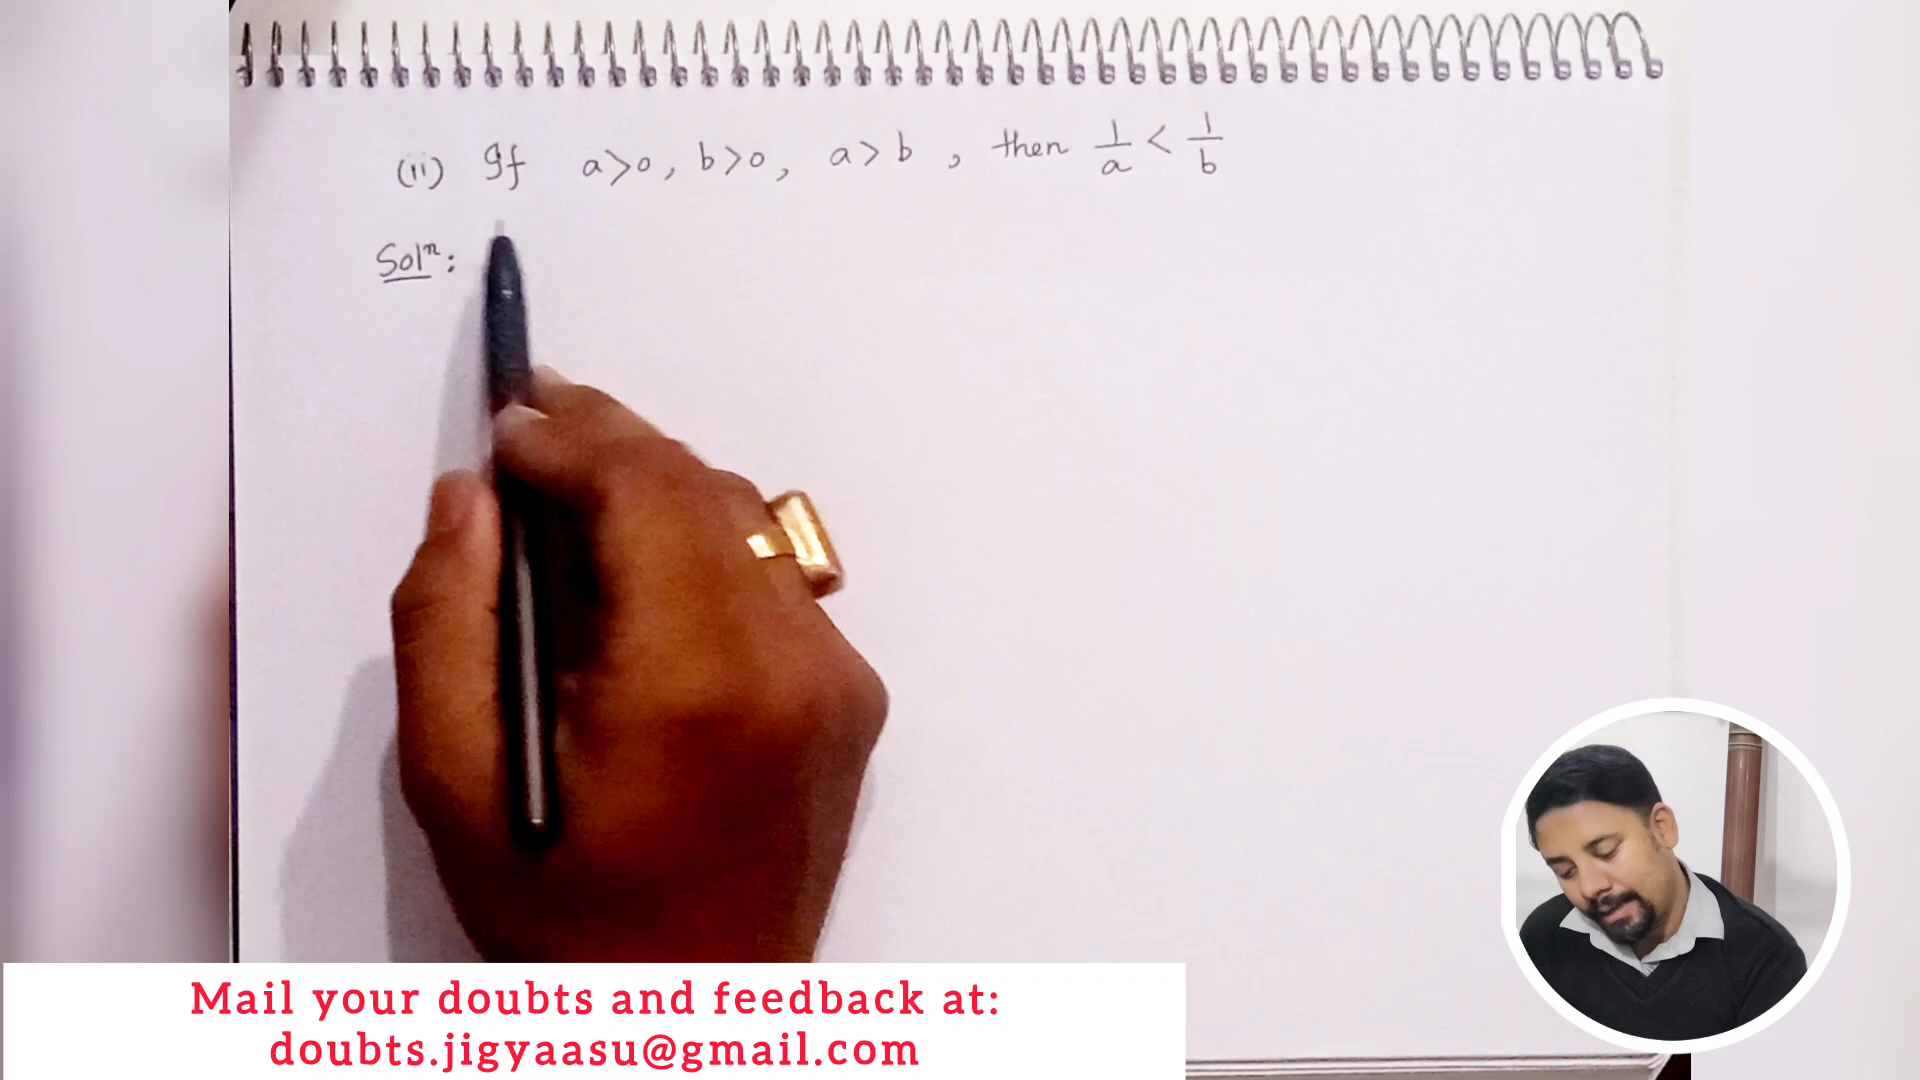 (ii) If a>0, b>0, a>b, then 1/a < 1/b
Solⁿ:
Mail your doubts and feedback at:
doubts.jigyaasu@gmail.com